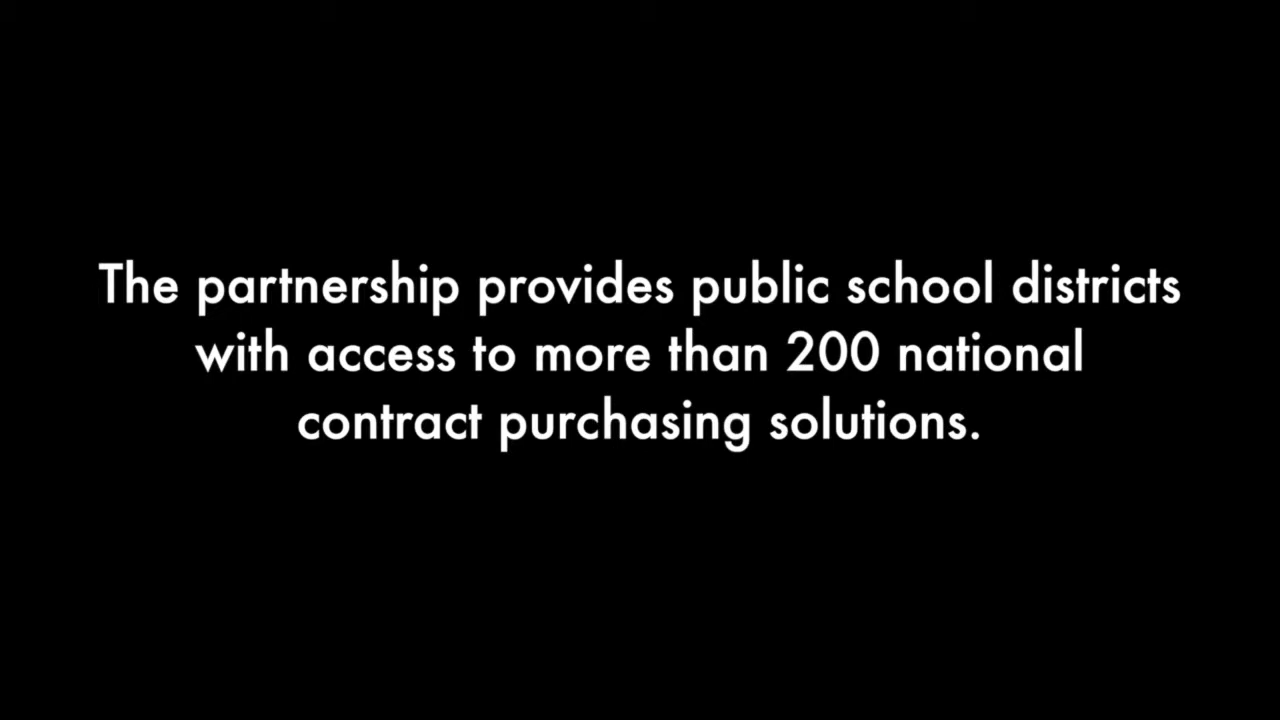 The partnership provides public school districts
with access to more than 200 national
contract purchasing solutions.